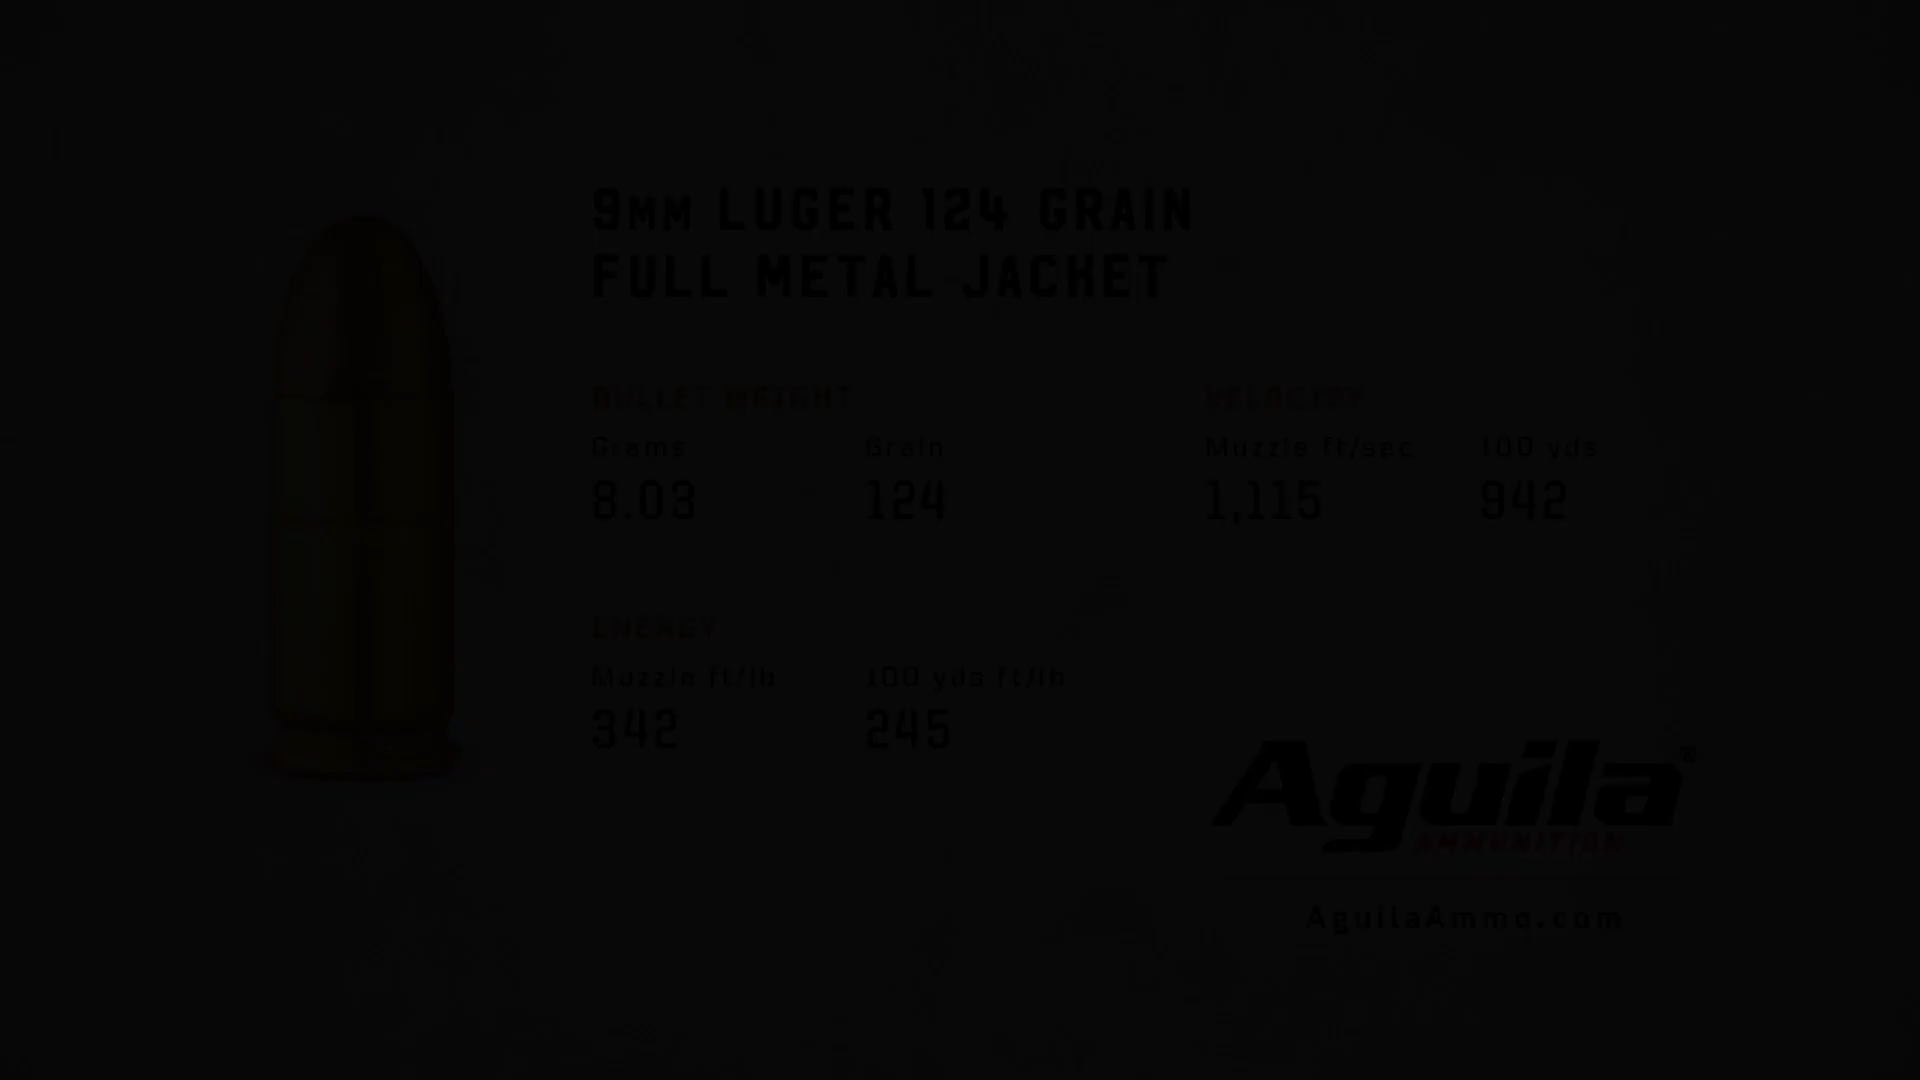 9MM LUGER 124 GRAIN
FULL METAL JACKET
BULLET WEIGHT
Grams Grain
8.03 124
VELOCITY
Muzzle ft/sec 100 yds
1,115 942
ENERGY
Muzzle ft/lb 100 yds ft/lb
342 245
Aguila®
AMMUNITION
AguilaAmmo.com